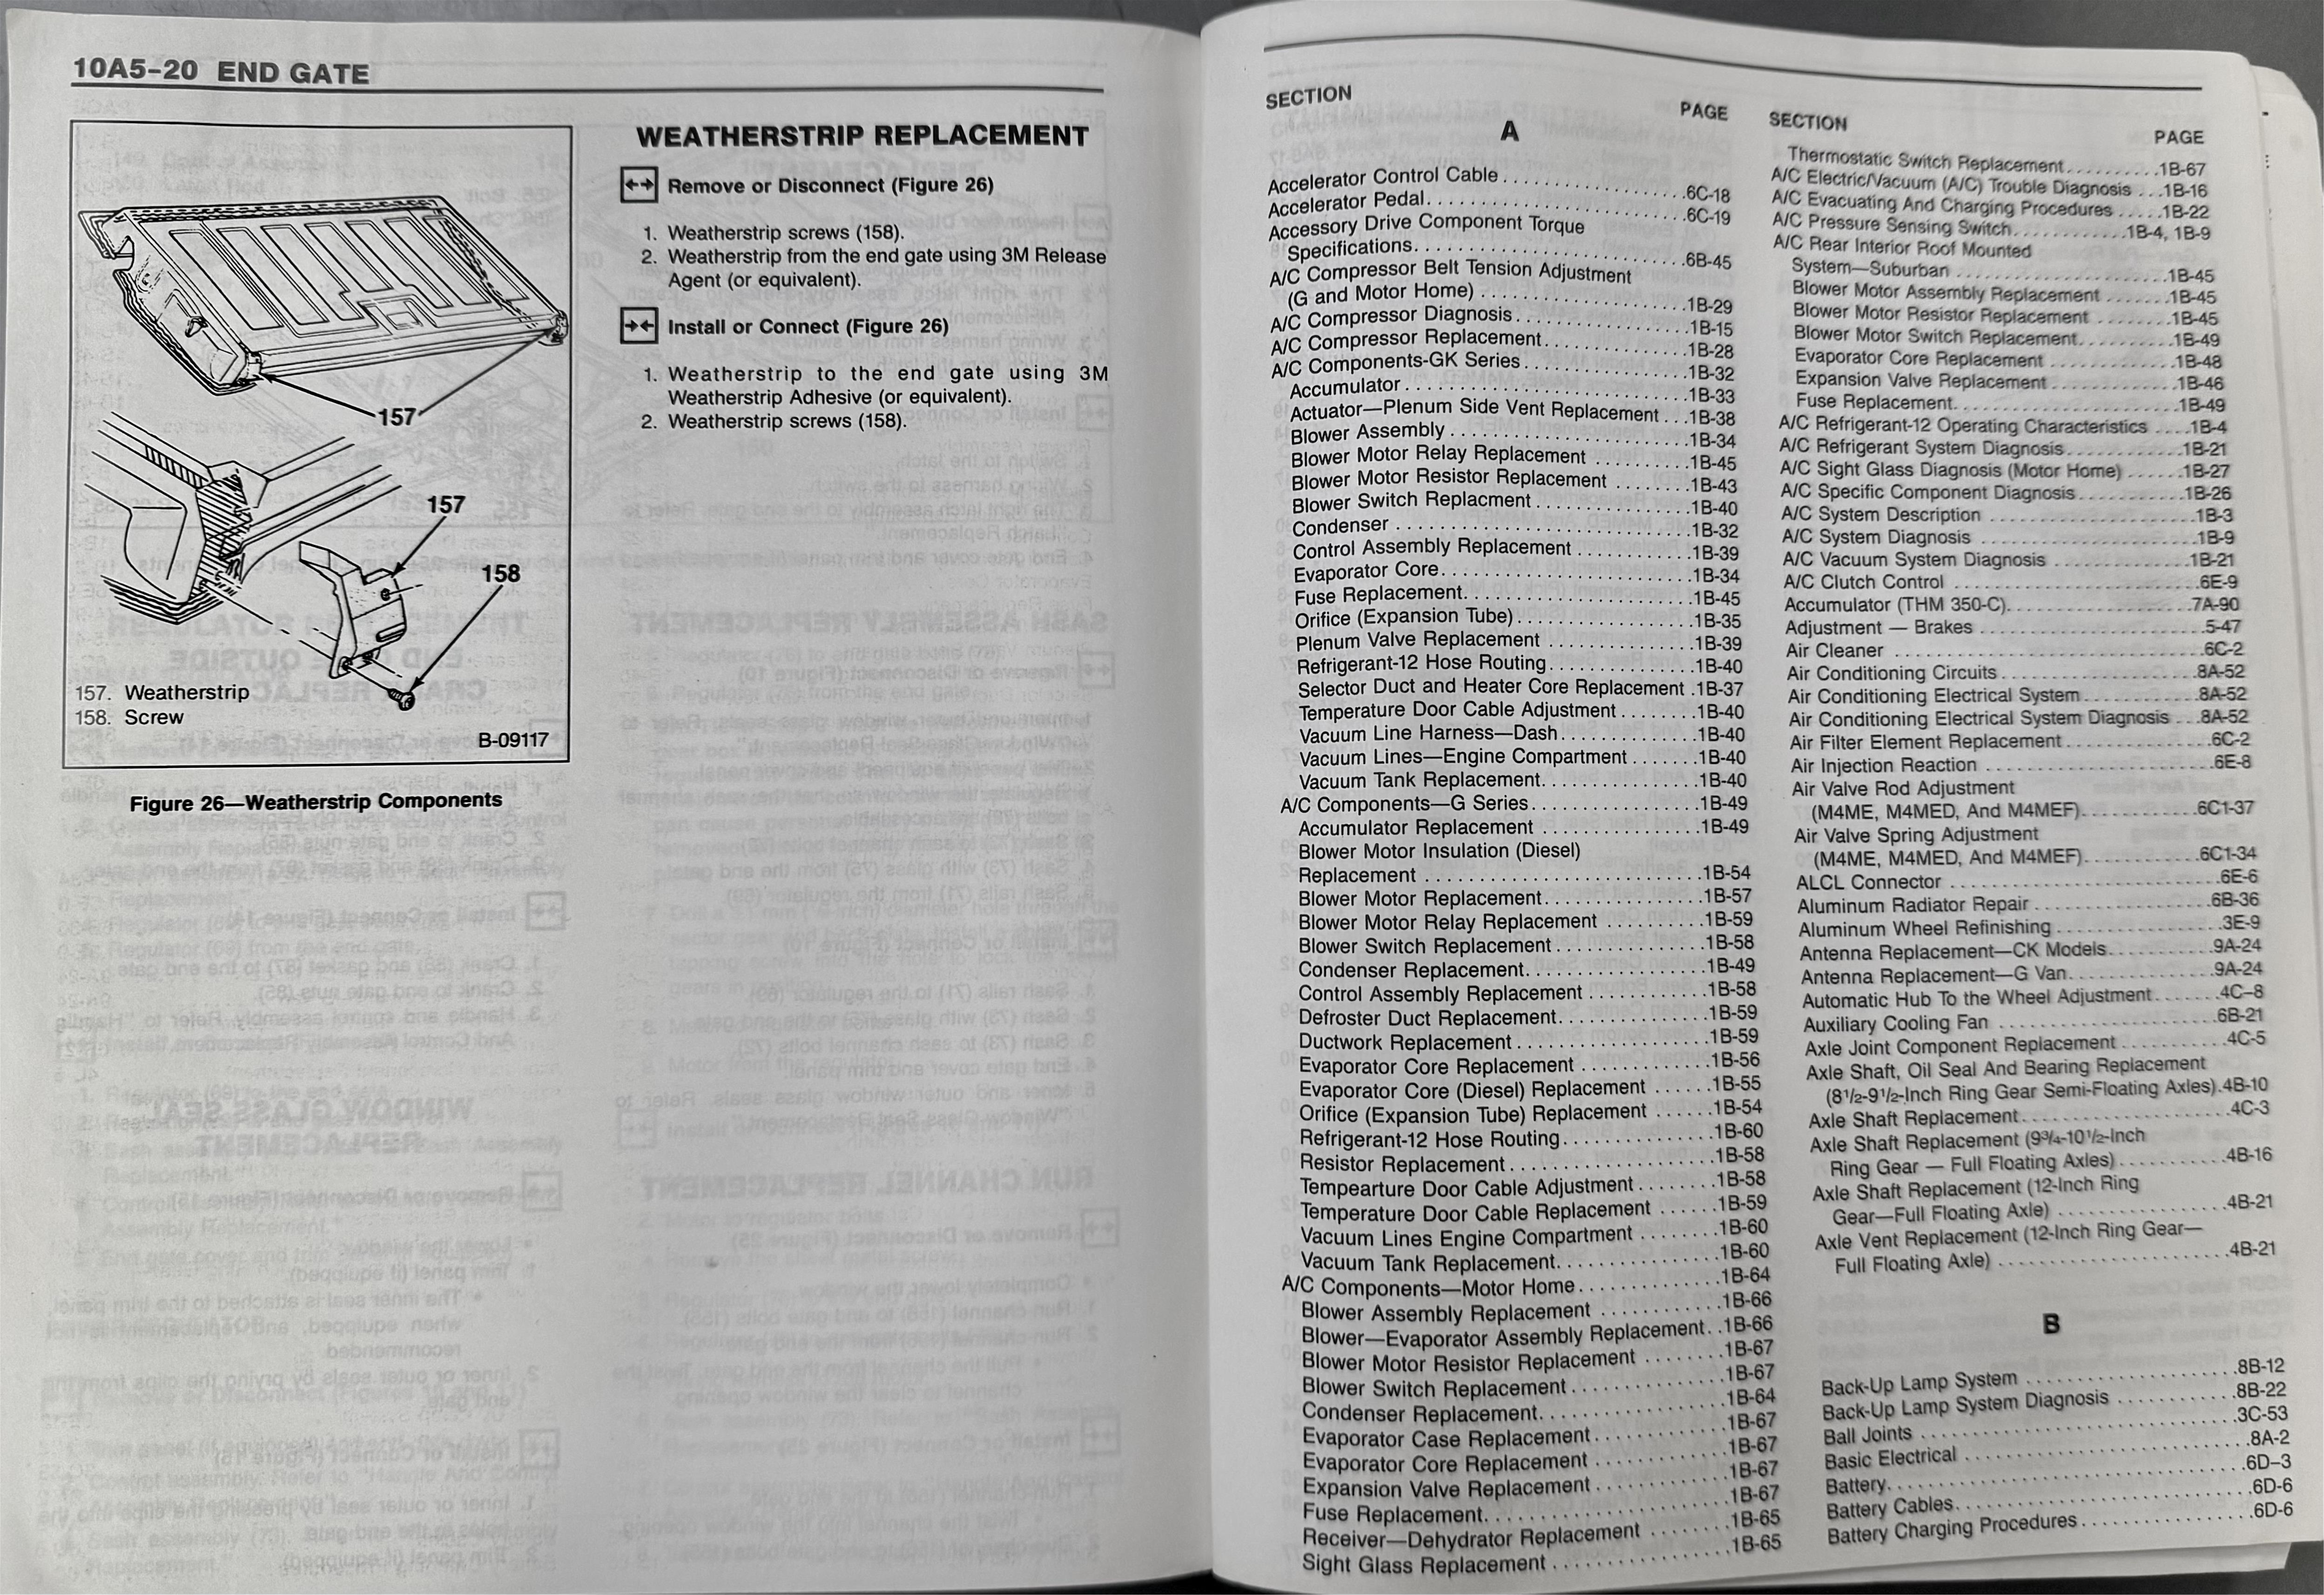 10A5-20 END GATE
157
157
158
157. Weatherstrip
158. Screw
B-09117
Figure 26—Weatherstrip Components
WEATHERSTRIP REPLACEMENT
Remove or Disconnect (Figure 26)
1. Weatherstrip screws (158).
2. Weatherstrip from the end gate using 3M Release
Agent (or equivalent).
Install or Connect (Figure 26)
1. Weatherstrip to the end gate using 3M
Weatherstrip Adhesive (or equivalent).
2. Weatherstrip screws (158).
SECTION PAGE
A
Accelerator Control Cable . . . . 6C-18
Accelerator Pedal . . . . 6C-19
Accessory Drive Component Torque
Specifications . . . . 6B-45
A/C Compressor Belt Tension Adjustment
(G and Motor Home) . . . . 1B-29
A/C Compressor Diagnosis . . . . 1B-15
A/C Compressor Replacement . . . . 1B-28
A/C Components-GK Series . . . . 1B-32
Accumulator . . . . 1B-33
Actuator—Plenum Side Vent Replacement . . . 1B-38
Blower Assembly . . . . 1B-34
Blower Motor Relay Replacement . . . . 1B-45
Blower Motor Resistor Replacement . . . . 1B-43
Blower Switch Replacment . . . . 1B-40
Condenser . . . . 1B-32
Control Assembly Replacement . . . . 1B-39
Evaporator Core . . . . 1B-34
Fuse Replacement . . . . 1B-45
Orifice (Expansion Tube) . . . . 1B-35
Plenum Valve Replacement . . . . 1B-39
Refrigerant-12 Hose Routing . . . . 1B-40
Selector Duct and Heater Core Replacement . 1B-37
Temperature Door Cable Adjustment . . . . 1B-40
Vacuum Line Harness—Dash . . . . 1B-40
Vacuum Lines—Engine Compartment . . . . 1B-40
Vacuum Tank Replacement . . . . 1B-40
A/C Components—G Series . . . . 1B-49
Accumulator Replacement . . . . 1B-49
Blower Motor Insulation (Diesel)
Replacement . . . . 1B-54
Blower Motor Replacement . . . . 1B-57
Blower Motor Relay Replacement . . . . 1B-59
Blower Switch Replacement . . . . 1B-58
Condenser Replacement . . . . 1B-49
Control Assembly Replacement . . . . 1B-58
Defroster Duct Replacement . . . . 1B-59
Ductwork Replacement . . . . 1B-59
Evaporator Core Replacement . . . . 1B-56
Evaporator Core (Diesel) Replacement . . . . 1B-55
Orifice (Expansion Tube) Replacement . . . . 1B-54
Refrigerant-12 Hose Routing . . . . 1B-60
Resistor Replacement . . . . 1B-58
Tempearture Door Cable Adjustment . . . . 1B-58
Temperature Door Cable Replacement . . . . 1B-59
Vacuum Lines Engine Compartment . . . . 1B-60
Vacuum Tank Replacement . . . . 1B-60
A/C Components—Motor Home . . . . 1B-64
Blower Assembly Replacement . . . . 1B-66
Blower—Evaporator Assembly Replacement . . 1B-66
Blower Motor Resistor Replacement . . . . 1B-67
Blower Switch Replacement . . . . 1B-67
Condenser Replacement . . . . 1B-64
Evaporator Case Replacement . . . . 1B-67
Evaporator Core Replacement . . . . 1B-67
Expansion Valve Replacement . . . . 1B-67
Fuse Replacement . . . . 1B-67
Receiver—Dehydrator Replacement . . . . 1B-65
Sight Glass Replacement . . . . 1B-65
SECTION PAGE
Thermostatic Switch Replacement . . . . 1B-67
A/C Electric/Vacuum (A/C) Trouble Diagnosis . . . 1B-16
A/C Evacuating And Charging Procedures . . . . 1B-22
A/C Pressure Sensing Switch . . . . 1B-4, 1B-9
A/C Rear Interior Roof Mounted
System—Suburban . . . . 1B-45
Blower Motor Assembly Replacement . . . . 1B-45
Blower Motor Resistor Replacement . . . . 1B-45
Blower Motor Switch Replacement . . . . 1B-49
Evaporator Core Replacement . . . . 1B-48
Expansion Valve Replacement . . . . 1B-46
Fuse Replacement . . . . 1B-49
A/C Refrigerant-12 Operating Characteristics . . . . 1B-4
A/C Refrigerant System Diagnosis . . . . 1B-21
A/C Sight Glass Diagnosis (Motor Home) . . . . 1B-27
A/C Specific Component Diagnosis . . . . 1B-26
A/C System Description . . . . 1B-3
A/C System Diagnosis . . . . 1B-9
A/C Vacuum System Diagnosis . . . . 1B-21
A/C Clutch Control . . . . 6E-9
Accumulator (THM 350-C) . . . . 7A-90
Adjustment — Brakes . . . . 5-47
Air Cleaner . . . . 6C-2
Air Conditioning Circuits . . . . 8A-52
Air Conditioning Electrical System . . . . 8A-52
Air Conditioning Electrical System Diagnosis . . . 8A-52
Air Filter Element Replacement . . . . 6C-2
Air Injection Reaction . . . . 6E-8
Air Valve Rod Adjustment
(M4ME, M4MED, And M4MEF) . . . . 6C1-37
Air Valve Spring Adjustment
(M4ME, M4MED, And M4MEF) . . . . 6C1-34
ALCL Connector . . . . 6E-6
Aluminum Radiator Repair . . . . 6B-36
Aluminum Wheel Refinishing . . . . 3E-9
Antenna Replacement—CK Models . . . . 9A-24
Antenna Replacement—G Van . . . . 9A-24
Automatic Hub To the Wheel Adjustment . . . . 4C–8
Auxiliary Cooling Fan . . . . 6B-21
Axle Joint Component Replacement . . . . 4C-5
Axle Shaft, Oil Seal And Bearing Replacement
(8 1/2-9 1/2-Inch Ring Gear Semi-Floating Axles) . 4B-10
Axle Shaft Replacement . . . . 4C-3
Axle Shaft Replacement (9 3/4-10 1/2-Inch
Ring Gear — Full Floating Axles) . . . . 4B-16
Axle Shaft Replacement (12-Inch Ring
Gear—Full Floating Axle) . . . . 4B-21
Axle Vent Replacement (12-Inch Ring Gear—
Full Floating Axle) . . . . 4B-21
B
Back-Up Lamp System . . . . 8B-12
Back-Up Lamp System Diagnosis . . . . 8B-22
Ball Joints . . . . 3C-53
Basic Electrical . . . . 8A-2
Battery . . . . 6D–3
Battery Cables . . . . 6D-6
Battery Charging Procedures . . . . 6D-6